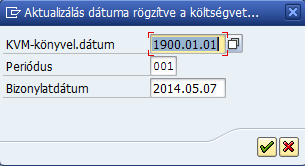 Aktualizálás dátuma rögzítve a költségvet...
KVM-könyvel.dátum 1900.01.01
Periódus 001
Bizonylatdátum 2014.05.07